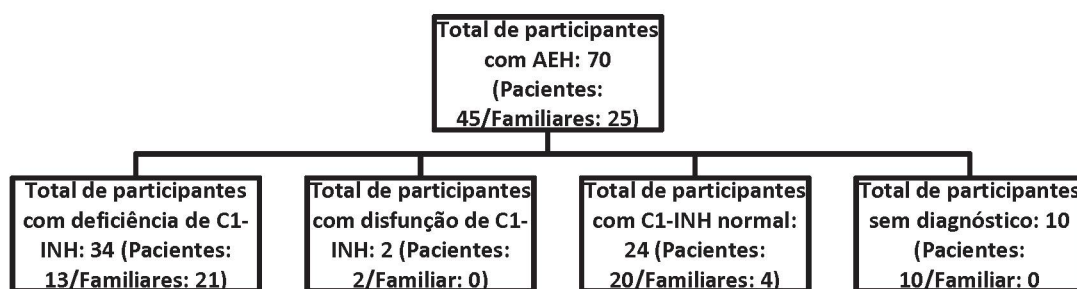 Total de participantes
com AEH: 70
(Pacientes:
45/Familiares: 25)
Total de participantes
com deficiência de C1-
INH: 34 (Pacientes:
13/Familiares: 21)
Total de participantes
com disfunção de C1-
INH: 2 (Pacientes:
2/Familiar: 0)
Total de participantes
com C1-INH normal:
24 (Pacientes:
20/Familiares: 4)
Total de participantes
sem diagnóstico: 10
(Pacientes:
10/Familiar: 0